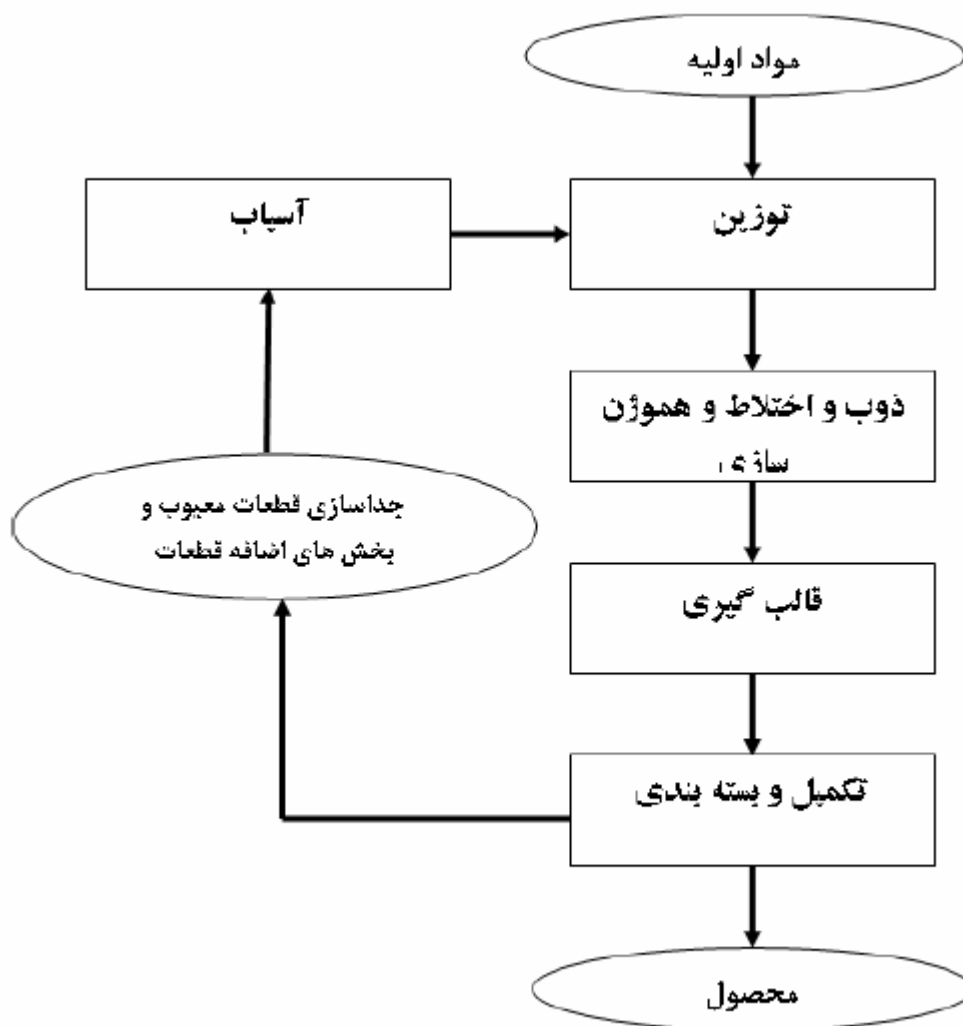 مواد اولیه
توزین
آسیاب
ذوب و اختلاط و هموژن
سازی
جداسازی قطعات معیوب و
بخش های اضافه قطعات
قالب گیری
تکمیل و بسته بندی
محصول